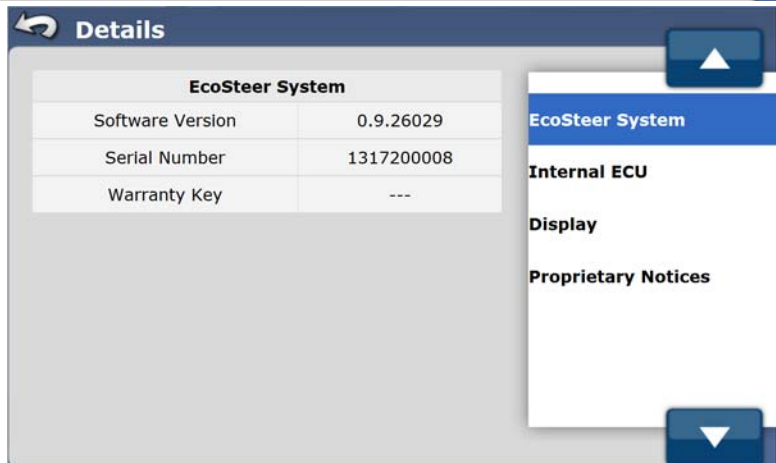 Details
EcoSteer System
Software Version 0.9.26029
Serial Number 1317200008
Warranty Key ---
EcoSteer System
Internal ECU
Display
Proprietary Notices